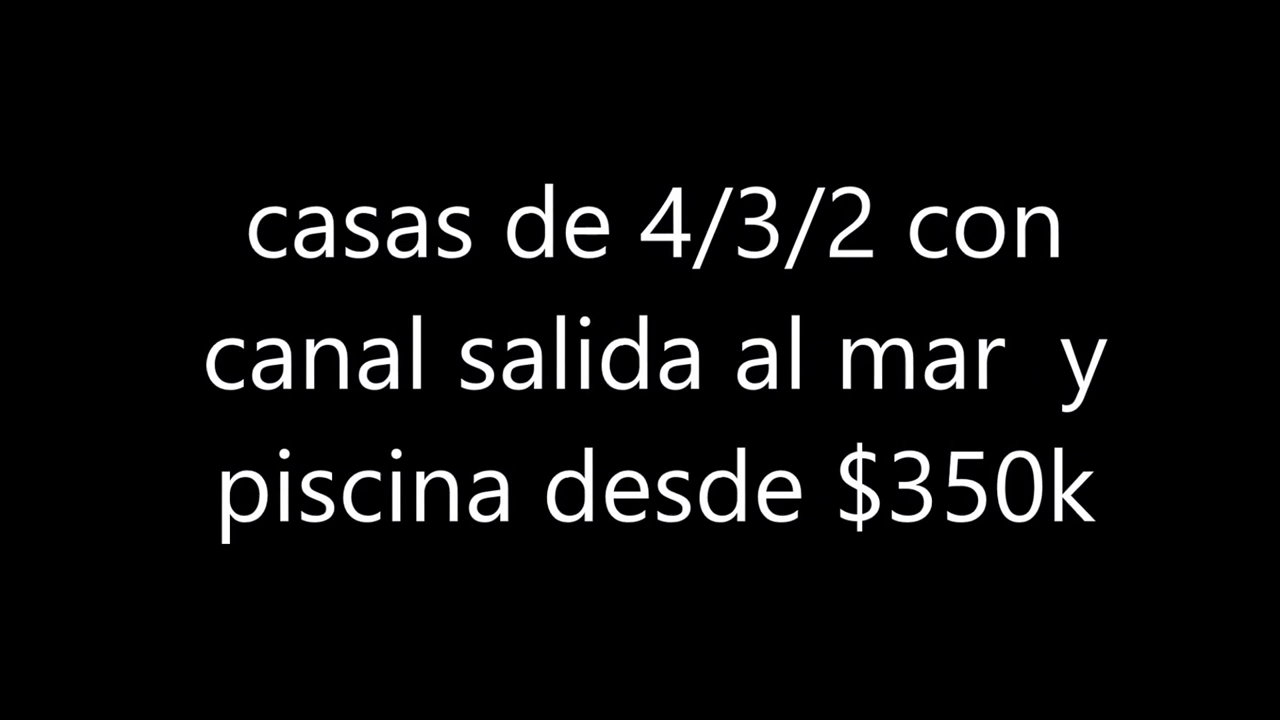 casas de 4/3/2 con
canal salida al mar  y
piscina desde $350k